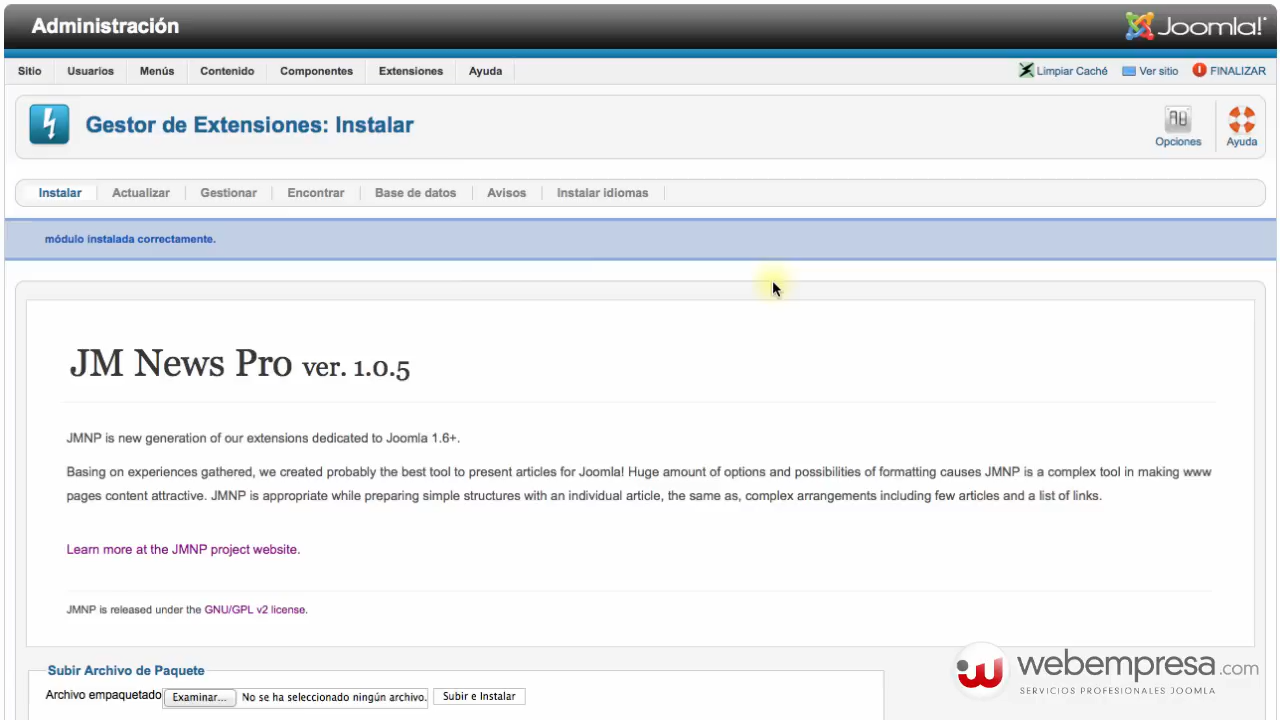 Administración
Joomla!
Sitio Usuarios Menús Contenido Componentes Extensiones Ayuda Limpiar Caché Ver sitio FINALIZAR
Gestor de Extensiones: Instalar
Opciones Ayuda
Instalar Actualizar Gestionar Encontrar Base de datos Avisos Instalar idiomas
módulo instalada correctamente.
JM News Pro ver. 1.0.5
JMNP is new generation of our extensions dedicated to Joomla 1.6+.
Basing on experiences gathered, we created probably the best tool to present articles for Joomla! Huge amount of options and possibilities of formatting causes JMNP is a complex tool in making www
pages content attractive. JMNP is appropriate while preparing simple structures with an individual article, the same as, complex arrangements including few articles and a list of links.
Learn more at the JMNP project website.
JMNP is released under the GNU/GPL v2 license.
Subir Archivo de Paquete
Archivo empaquetado Examinar... No se ha seleccionado ningún archivo. Subir e Instalar
webempresa.com
SERVICIOS PROFESIONALES JOOMLA